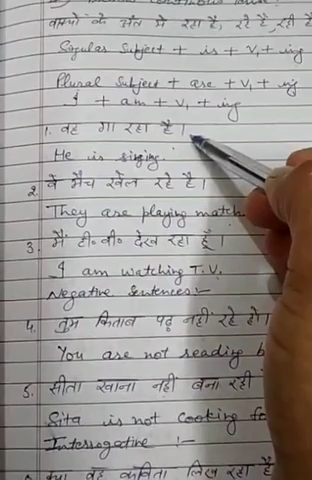 वाक्यों के अंत में रहा है, रहे है, रही है
Singular Subject + is + V₁ + ing
Plural Subject + are + V₁ + ing
I + am + V₁ + ing
1. वह गा रहा है।
He is singing.
2. वे मैच खेल रहे है।
They are playing match.
3. मैं टी॰ वी॰ देख रहा हूँ।
I am watching T.V.
Negative Sentences:-
4. तुम किताब पढ़ नहीं रहे हो।
You are not reading b
5. सीता खाना नही बना रही
Sita is not cooking fo
Interrogative :-
वह कविता लिख रहा है